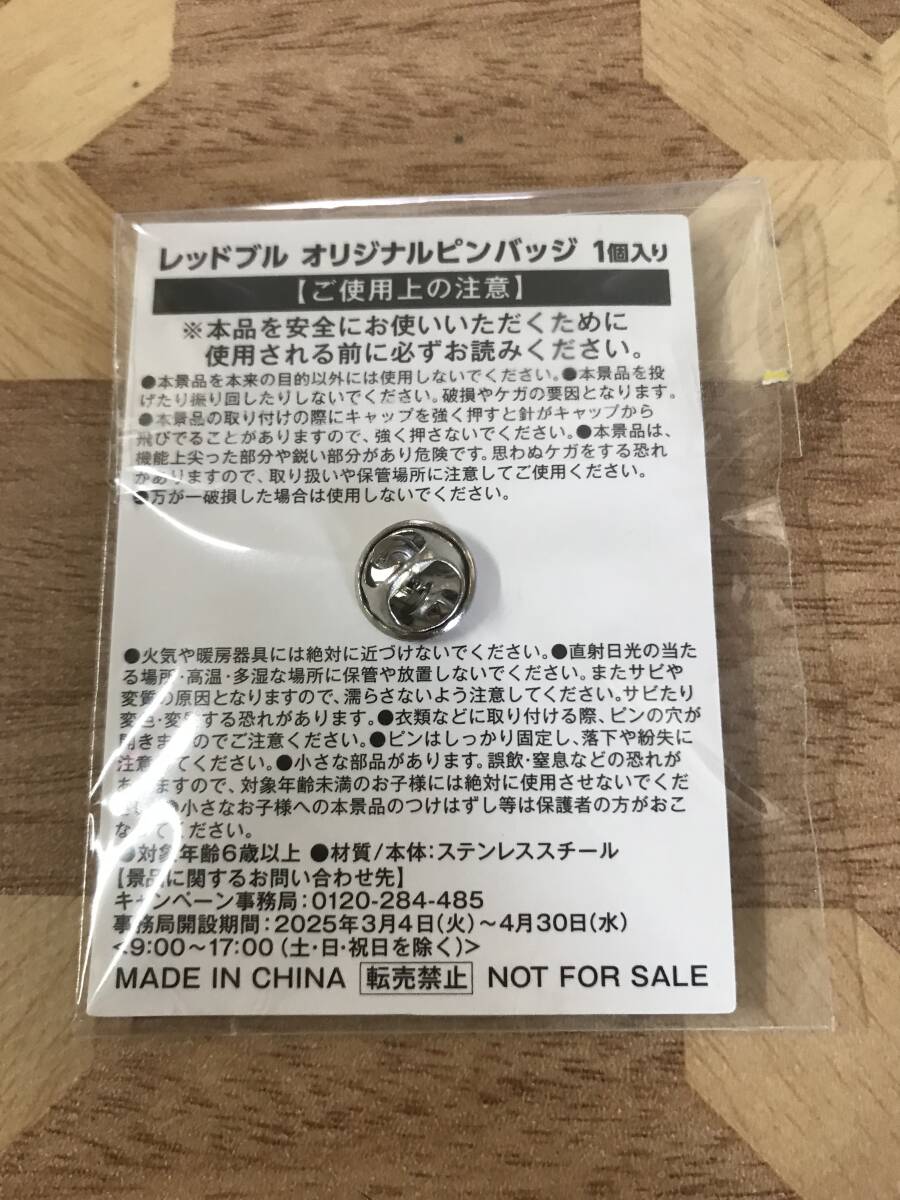 レッドブル オリジナルピンバッジ 1個入り
【ご使用上の注意】
※本品を安全にお使いいただくために
使用される前に必ずお読みください。
●本景品を本来の目的以外には使用しないでください。●本景品を投
げたり振り回したりしないでください。破損やケガの要因となります。
●本景品の取り付けの際にキャップを強く押すと針がキャップから
飛びでることがありますので、強く押さないでください。●本景品は、
機能上尖った部分や鋭い部分があり危険です。思わぬケガをする恐れ
がありますので、取り扱いや保管場所に注意してご使用ください。
●万が一破損した場合は使用しないでください。
●火気や暖房器具には絶対に近づけないでください。●直射日光の当た
る場所・高温・多湿な場所に保管や放置しないでください。またサビや
変質の原因となりますので、濡らさないよう注意してください。サビたり
変色・変質する恐れがあります。●衣類などに取り付ける際、ピンの穴が
開きますのでご注意ください。●ピンはしっかり固定し、落下や紛失に
注意してください。●小さな部品があります。誤飲・窒息などの恐れが
ありますので、対象年齢未満のお子様には絶対に使用させないでくだ
さい。●小さなお子様への本景品のつけはずし等は保護者の方がおこ
なってください。
●対象年齢6歳以上 ●材質/本体：ステンレススチール
【景品に関するお問い合わせ先】
キャンペーン事務局：0120-284-485
事務局開設期間：2025年3月4日(火)～4月30日(水)
<9:00～17:00 (土・日・祝日を除く)>
MADE IN CHINA 転売禁止 NOT FOR SALE